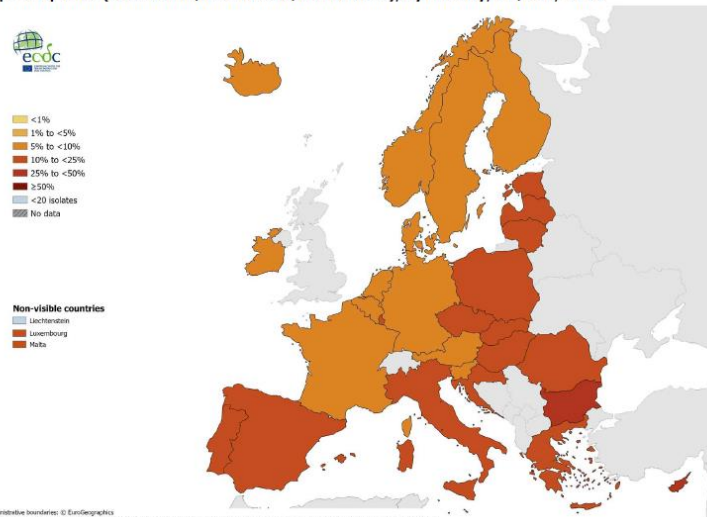 ecdc
<1%
1% to <5%
5% to <10%
10% to <25%
25% to <50%
≥50%
<20 isolates
No data
Non-visible countries
Liechtenstein
Luxembourg
Malta
boundaries: © EuroGeographics